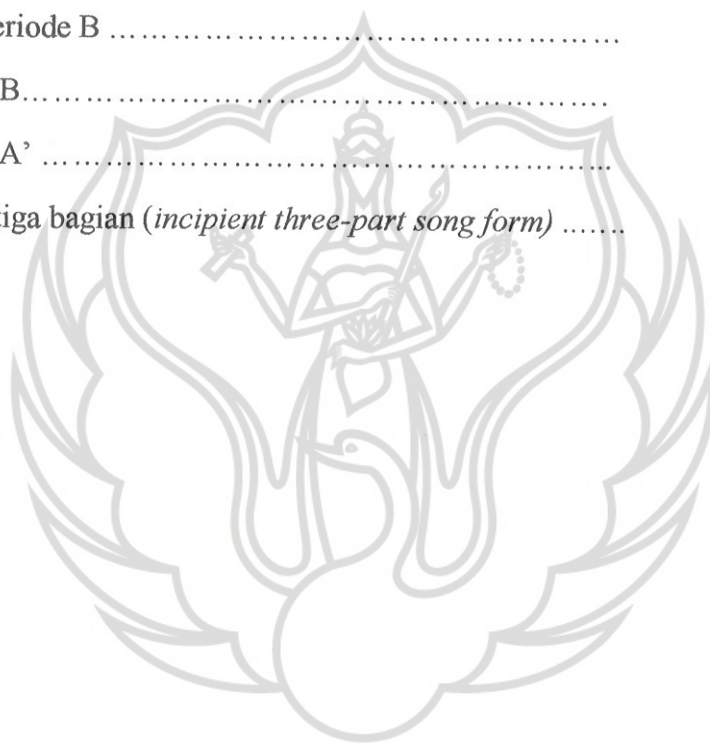 eriode B ………………………………………………
B……………………………………………………….
A’ …………………………………………………...
tiga bagian (incipient three-part song form) …….